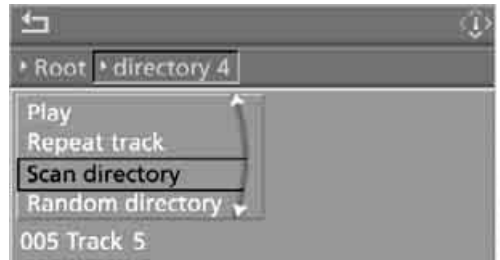 Root directory 4
Play
Repeat track
Scan directory
Random directory
005 Track 5